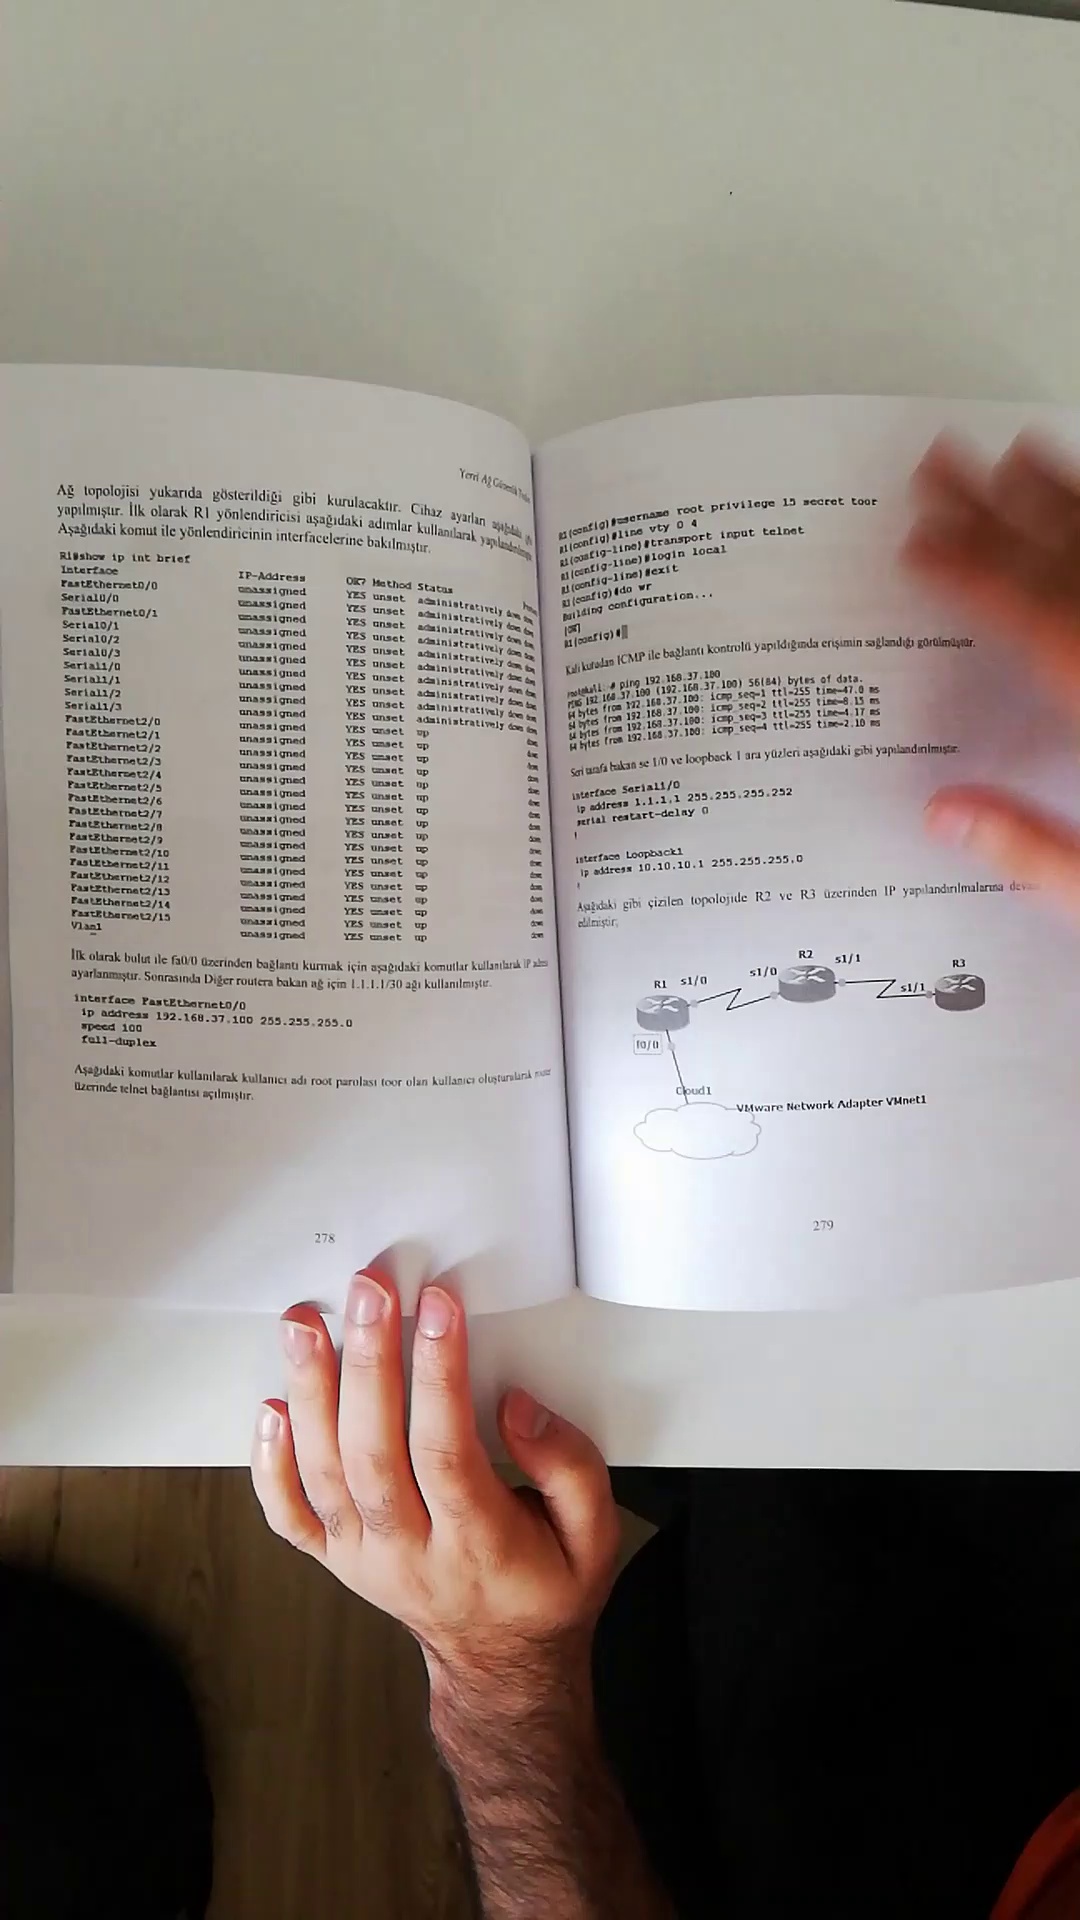 Yerel Ağ Güvenlik
Ağ topolojisi yukarıda gösterildiği gibi kurulacaktır. Cihaz ayarları aşağıdaki gibi
yapılmıştır. İlk olarak R1 yönlendiricisi aşağıdaki adımlar kullanılarak yapılandırılmıştır.
Aşağıdaki komut ile yönlendiricinin interfacelerine bakılmıştır.
R1#show ip int brief
Interface IP-Address OK? Method Status
FastEthernet0/0 unassigned YES unset administratively down down
Serial0/0 unassigned YES unset administratively down down
FastEthernet0/1 unassigned YES unset administratively down down
Serial0/1 unassigned YES unset administratively down down
Serial0/2 unassigned YES unset administratively down down
Serial0/3 unassigned YES unset administratively down down
Serial1/0 unassigned YES unset administratively down down
Serial1/1 unassigned YES unset administratively down down
Serial1/2 unassigned YES unset administratively down down
Serial1/3 unassigned YES unset administratively down down
FastEthernet2/0 unassigned YES unset up down
FastEthernet2/1 unassigned YES unset up down
FastEthernet2/2 unassigned YES unset up down
FastEthernet2/3 unassigned YES unset up down
FastEthernet2/4 unassigned YES unset up down
FastEthernet2/5 unassigned YES unset up down
FastEthernet2/6 unassigned YES unset up down
FastEthernet2/7 unassigned YES unset up down
FastEthernet2/8 unassigned YES unset up down
FastEthernet2/9 unassigned YES unset up down
FastEthernet2/10 unassigned YES unset up down
FastEthernet2/11 unassigned YES unset up down
FastEthernet2/12 unassigned YES unset up down
FastEthernet2/13 unassigned YES unset up down
FastEthernet2/14 unassigned YES unset up down
FastEthernet2/15 unassigned YES unset up down
Vlan1 unassigned YES unset up down
İlk olarak bulut ile fa0/0 üzerinden bağlantı kurmak için aşağıdaki komutlar kullanılarak IP adresi
ayarlanmıştır. Sonrasında Diğer routera bakan ağ için 1.1.1.1/30 ağı kullanılmıştır.
interface FastEthernet0/0
ip address 192.168.37.100 255.255.255.0
speed 100
full-duplex
Aşağıdaki komutlar kullanılarak kullanıcı adı root parolası toor olan kullanıcı oluşturularak router
üzerinde telnet bağlantısı açılmıştır.
278
R1(config)#username root privilege 15 secret toor
R1(config)#line vty 0 4
R1(config-line)#transport input telnet
R1(config-line)#login local
R1(config-line)#exit
R1(config)#do wr
Building configuration...
[OK]
R1(config)#
Kali kutudan ICMP ile bağlantı kontrolü yapıldığında erişimin sağlandığı görülmüştür.
root@kali:~# ping 192.168.37.100
PING 192.168.37.100 (192.168.37.100) 56(84) bytes of data.
64 bytes from 192.168.37.100: icmp_seq=1 ttl=255 time=47.0 ms
64 bytes from 192.168.37.100: icmp_seq=2 ttl=255 time=8.15 ms
64 bytes from 192.168.37.100: icmp_seq=3 ttl=255 time=4.17 ms
64 bytes from 192.168.37.100: icmp_seq=4 ttl=255 time=2.10 ms
Seri tarafa bakan se 1/0 ve loopback 1 ara yüzleri aşağıdaki gibi yapılandırılmıştır.
interface Serial1/0
ip address 1.1.1.1 255.255.255.252
serial restart-delay 0
!
interface Loopback1
ip address 10.10.10.1 255.255.255.0
!
Aşağıdaki gibi çizilen topolojide R2 ve R3 üzerinden IP yapılandırılmalarına devam
edilmiştir;
R2 s1/1 R3
R1 s1/0 s1/0 s1/1
f0/0
Cloud1
VMware Network Adapter VMnet1
279